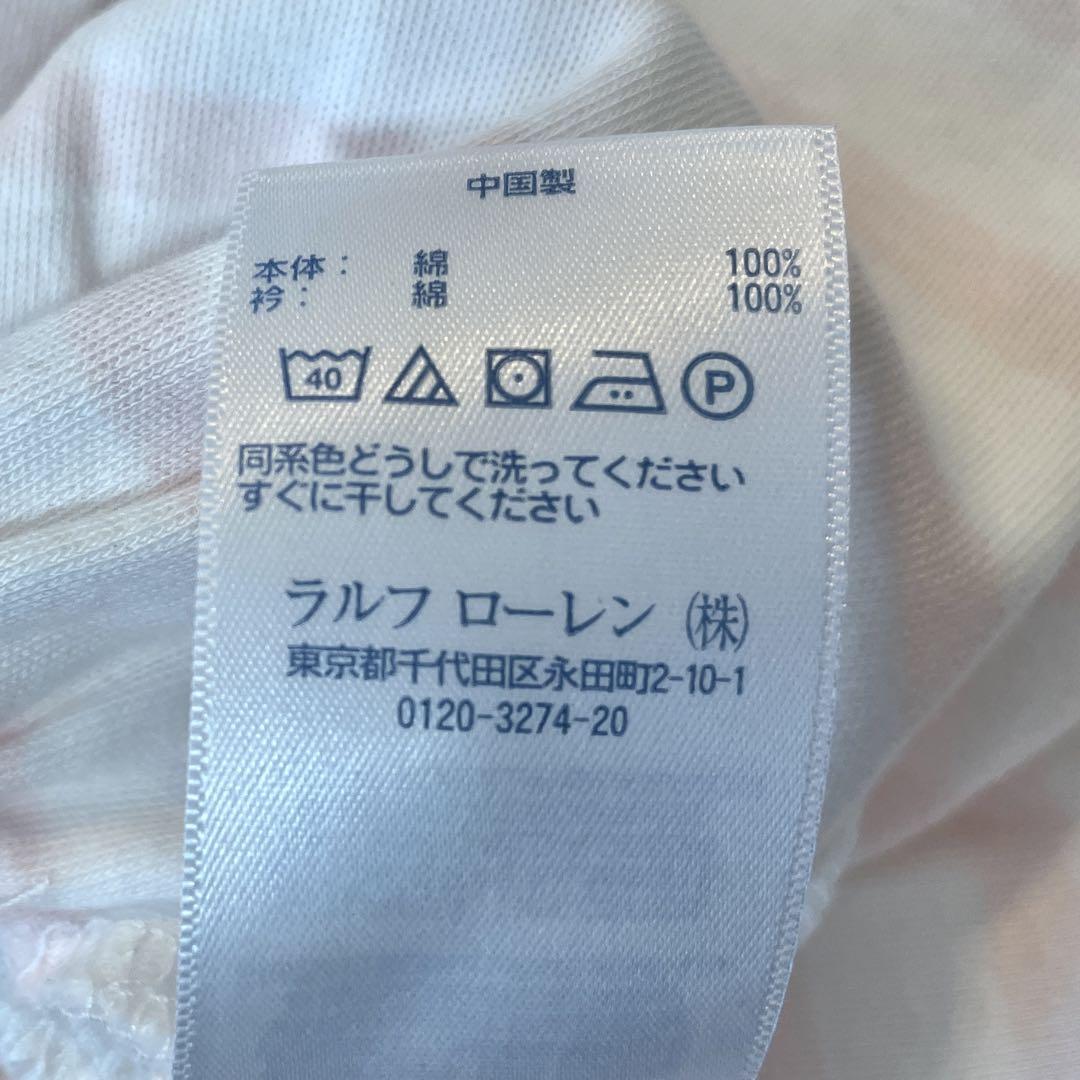 中国製
本体： 綿 100%
衿： 綿 100%
40 P
同系色どうしで洗ってください
すぐに干してください
ラルフ ローレン ㈱
東京都千代田区永田町2-10-1
0120-3274-20